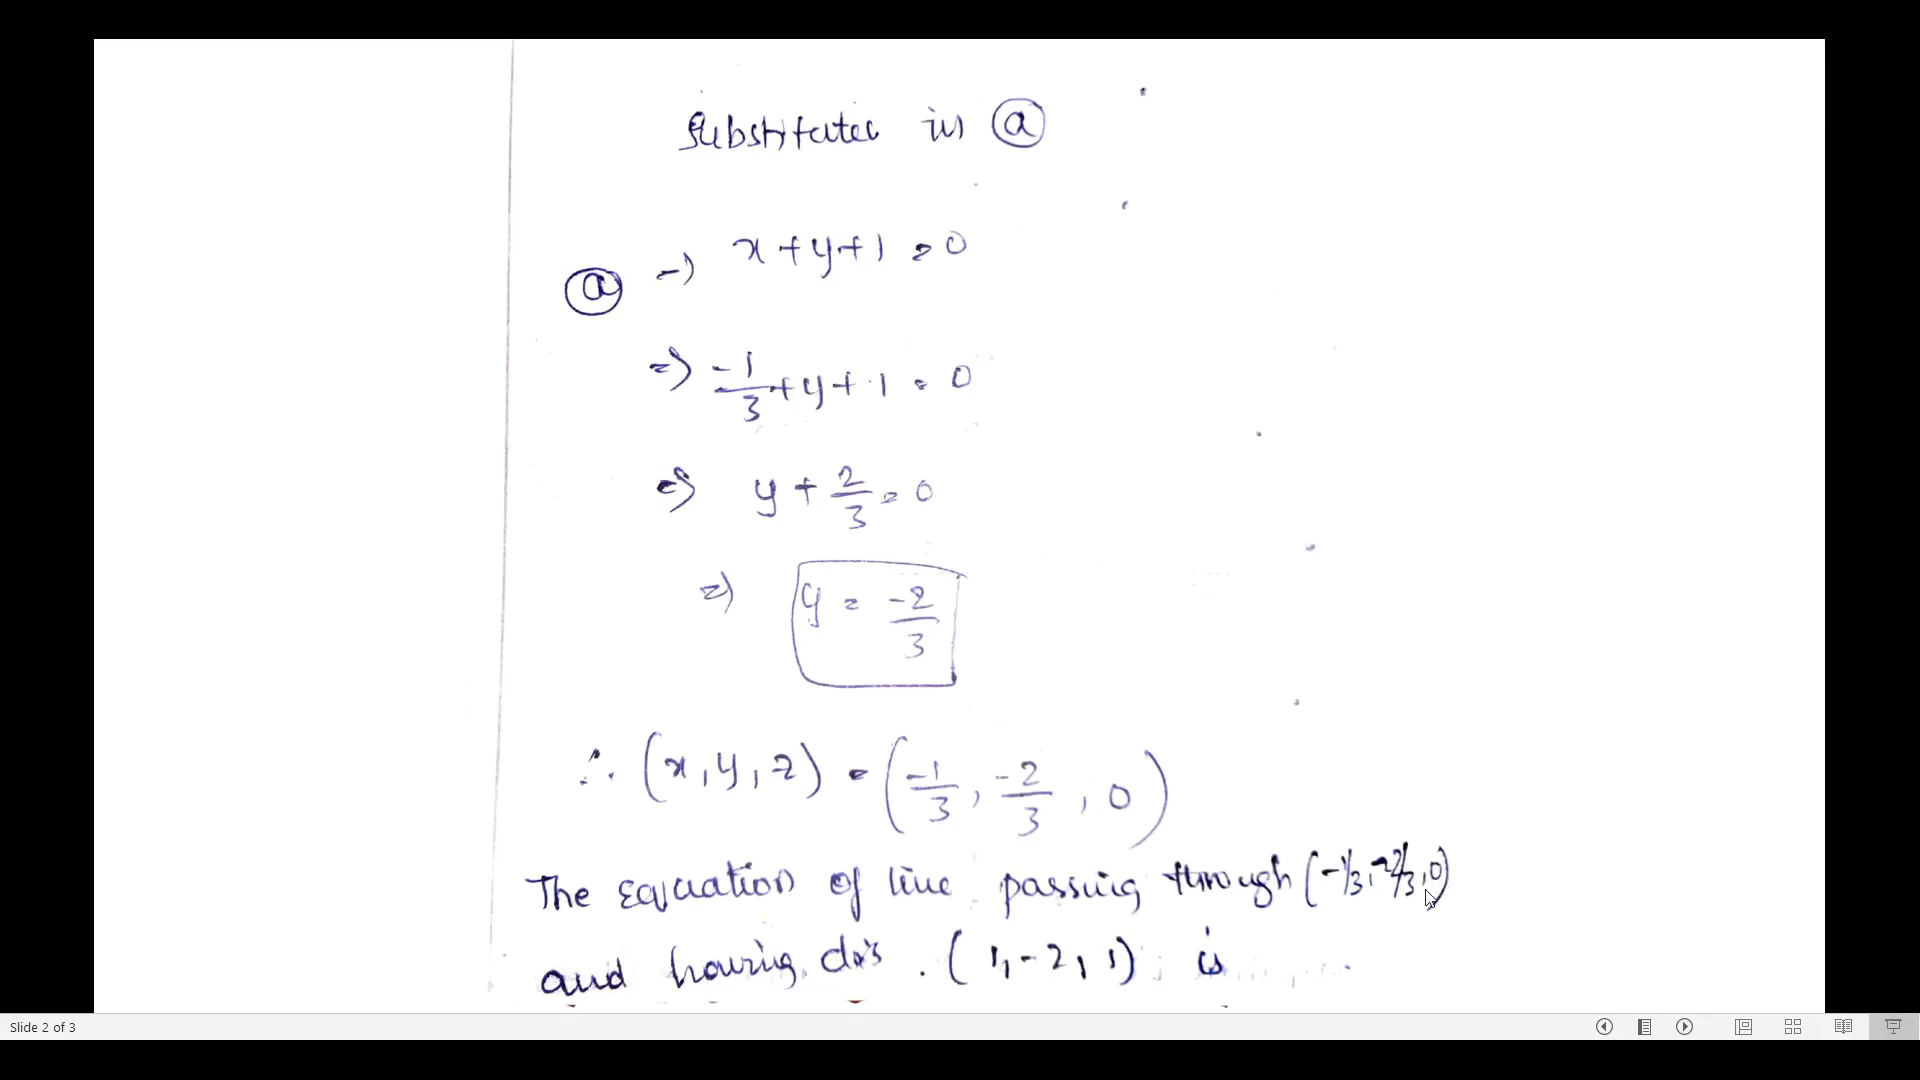 Substitutes in (a)
(a) → x + y + 1 = 0
⇒ -1/3 + y + 1 = 0
⇒ y + 2/3 = 0
⇒ y = -2/3
∴ (x, y, z) = (-1/3, -2/3, 0)
The Equation of line passing through (-1/3, -2/3, 0)
and having dr's . (1, -2, 1) is
Slide 2 of 3